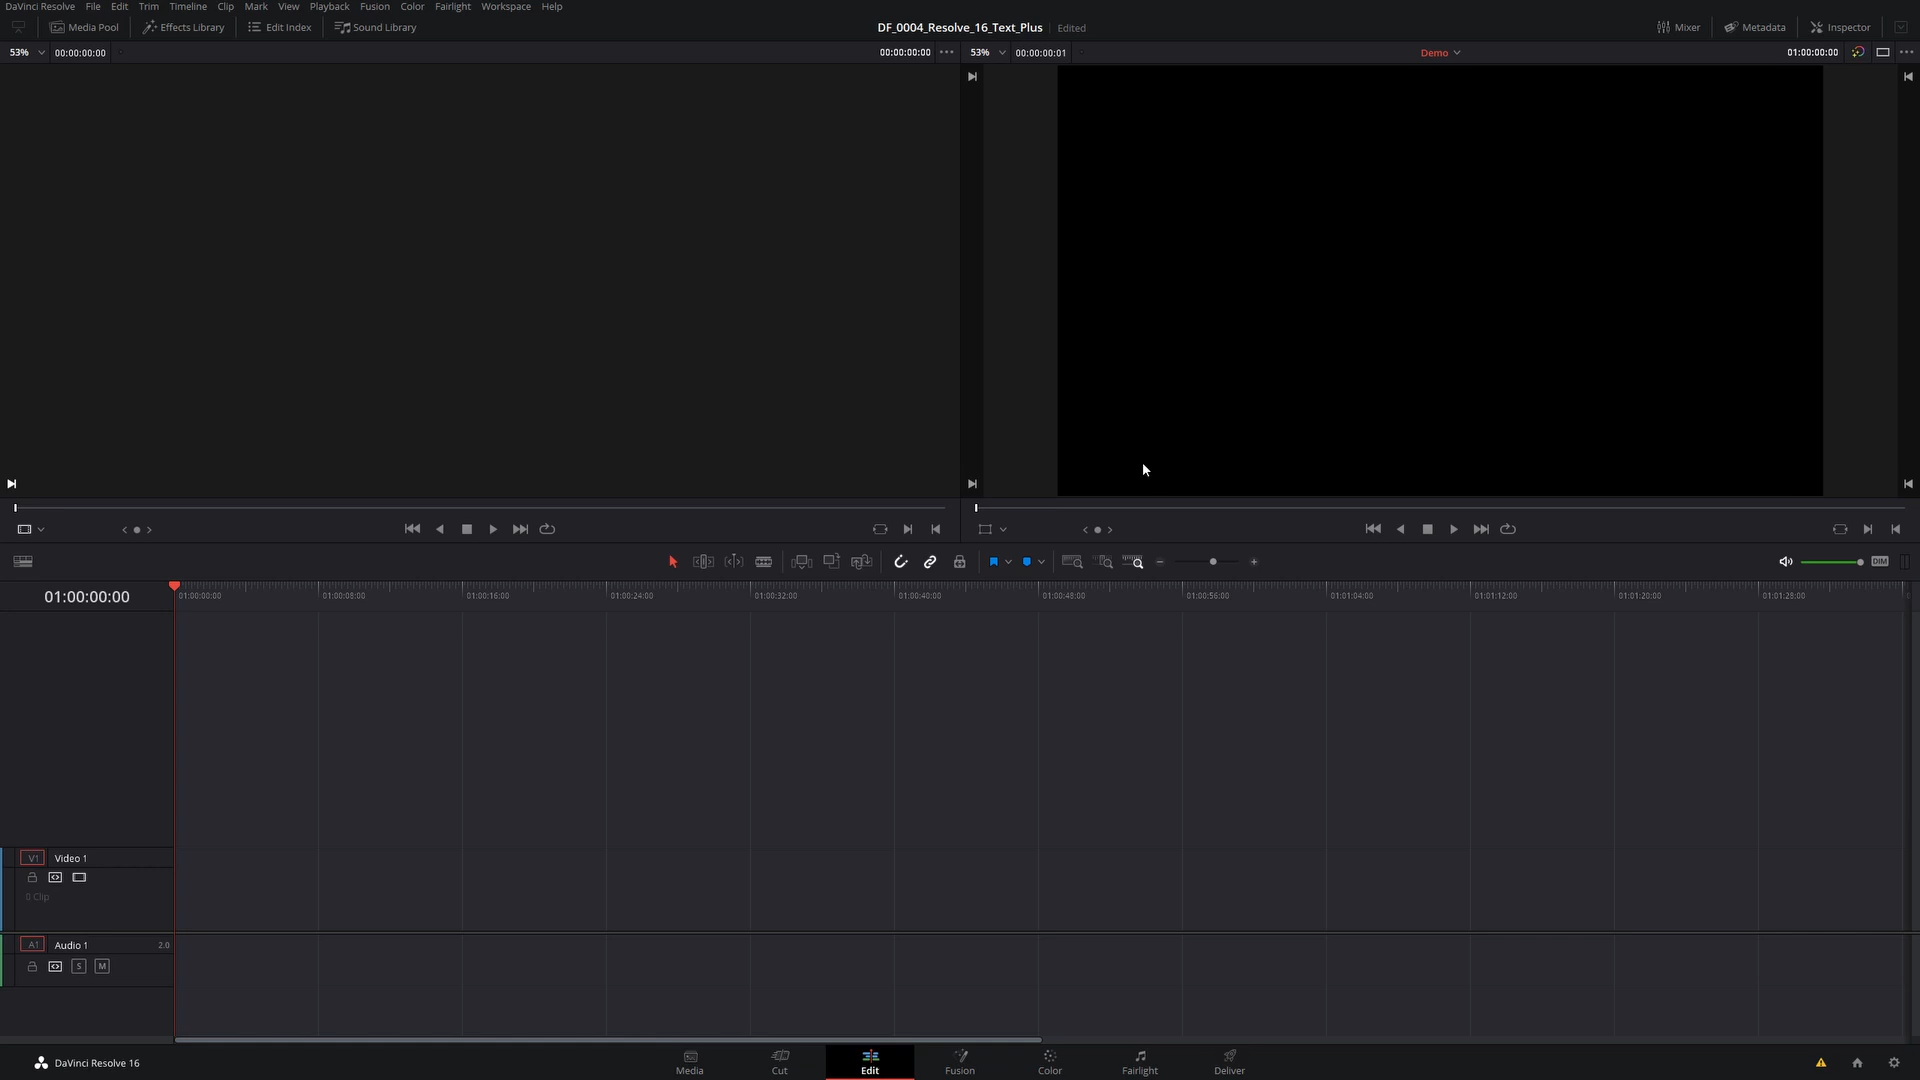 DaVinci Resolve File Edit Trim Timeline Clip Mark View Playback Fusion Color Fairlight Workspace Help
Media Pool Effects Library Edit Index Sound Library DF_0004_Resolve_16_Text_Plus Edited Mixer Metadata Inspector
53% 00:00:00:00 00:00:00:00 53% 00:00:00:01 Demo 01:00:00:00
DIM
01:00:00:00 01:00:00:00 01:00:08:00 01:00:16:00 01:00:24:00 01:00:32:00 01:00:40:00 01:00:48:00 01:00:56:00 01:01:04:00 01:01:12:00 01:01:20:00 01:01:28:00
V1 Video 1
0 Clip
A1 Audio 1 2.0
S M
DaVinci Resolve 16 Media Cut Edit Fusion Color Fairlight Deliver